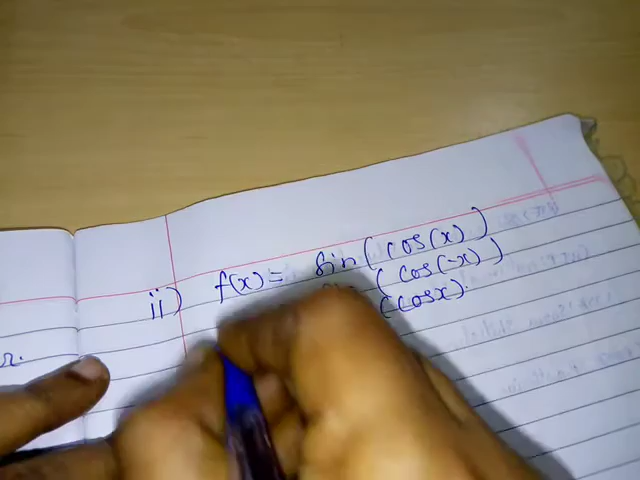 ii) f(x) = sin(cos(x))
(cos(-x))
(cosx).
r.